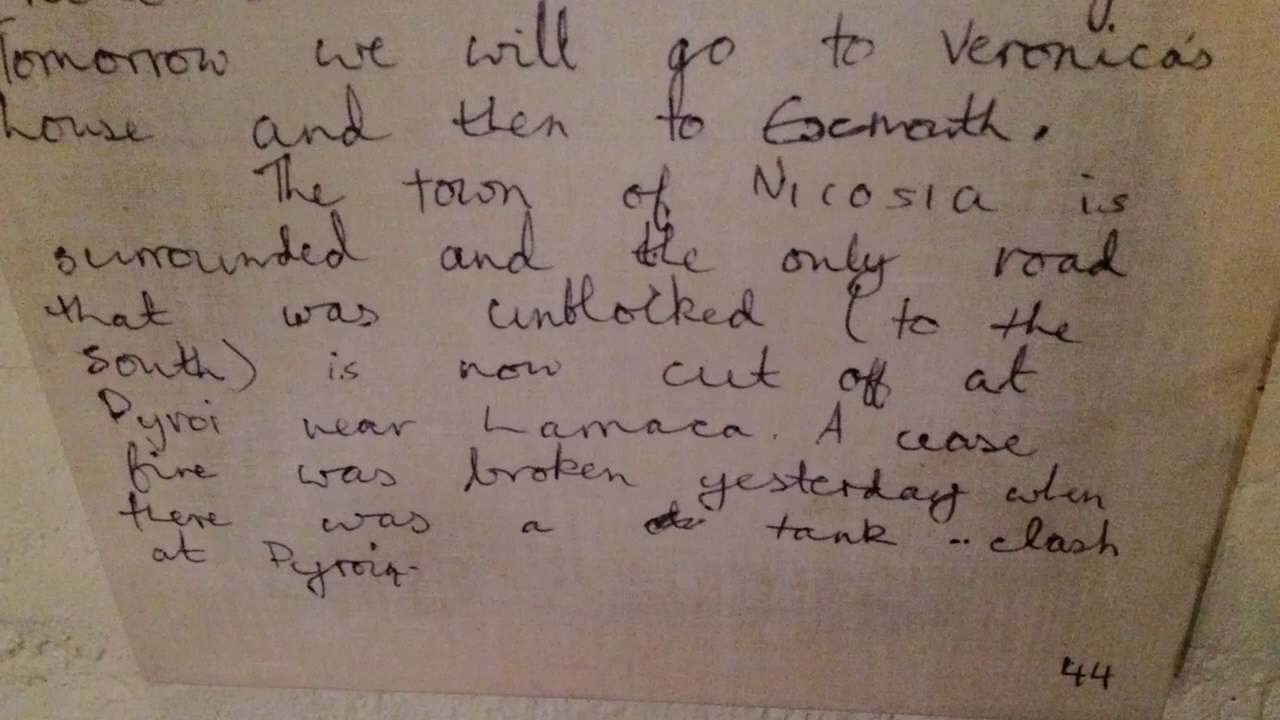 Tomorrow we will go to Veronica's
house and then to Exmouth.
The town of Nicosia is
surrounded and the only road
that was unblocked (to the
south) is now cut off at
Pyroi near Larnaca. A cease
fire was broken yesterday when
there was a tank clash
at Pyroi
44